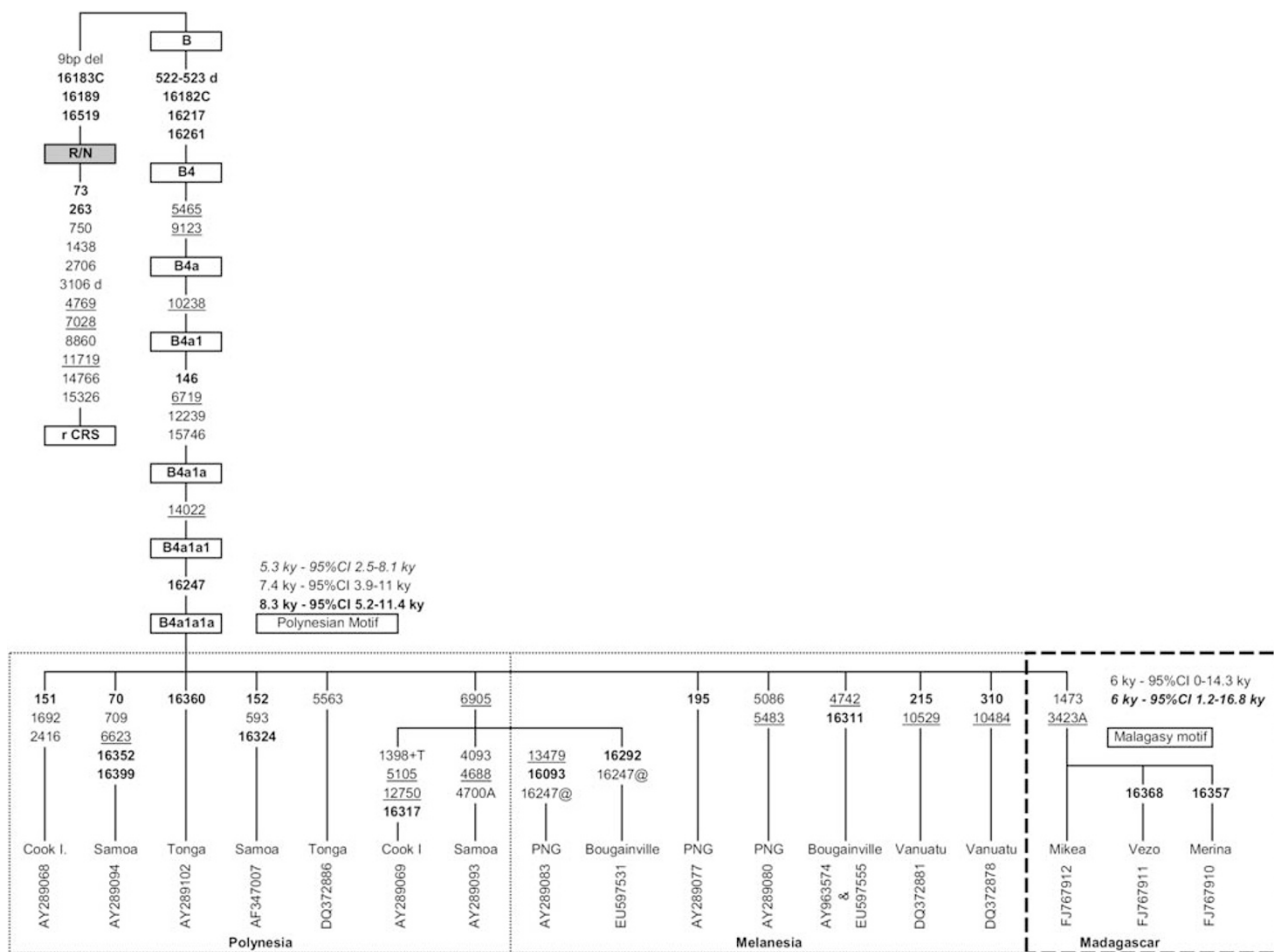 9bp del
16183C
16189
16519
R/N
73
263
750
1438
2706
3106 d
4769
7028
8860
11719
14766
15326
r CRS
B
522-523 d
16182C
16217
16261
B4
5465
9123
B4a
10238
B4a1
146
6719
12239
15746
B4a1a
14022
B4a1a1
16247
B4a1a1a
5.3 ky - 95%CI 2.5-8.1 ky
7.4 ky - 95%CI 3.9-11 ky
8.3 ky - 95%CI 5.2-11.4 ky
Polynesian Motif
151
1692
2416
Cook I.
AY289068
70
709
6623
16352
16399
Samoa
AY289094
16360
Tonga
AY289102
152
593
16324
Samoa
AF347007
5563
Tonga
DQ372886
6905
1398+T
5105
12750
16317
Cook I
AY289069
4093
4688
4700A
Samoa
AY289093
13479
16093
16247@
PNG
AY289083
16292
16247@
Bougainville
EU597531
195
PNG
AY289077
5086
5483
PNG
AY289080
4742
16311
Bougainville
AY963574
&
EU597555
215
10529
Vanuatu
DQ372881
310
10484
Vanuatu
DQ372878
1473
3423A
6 ky - 95%CI 0-14.3 ky
6 ky - 95%CI 1.2-16.8 ky
Malagasy motif
Mikea
FJ767912
16368
Vezo
FJ767911
16357
Merina
FJ767910
Polynesia
Melanesia
Madagascar